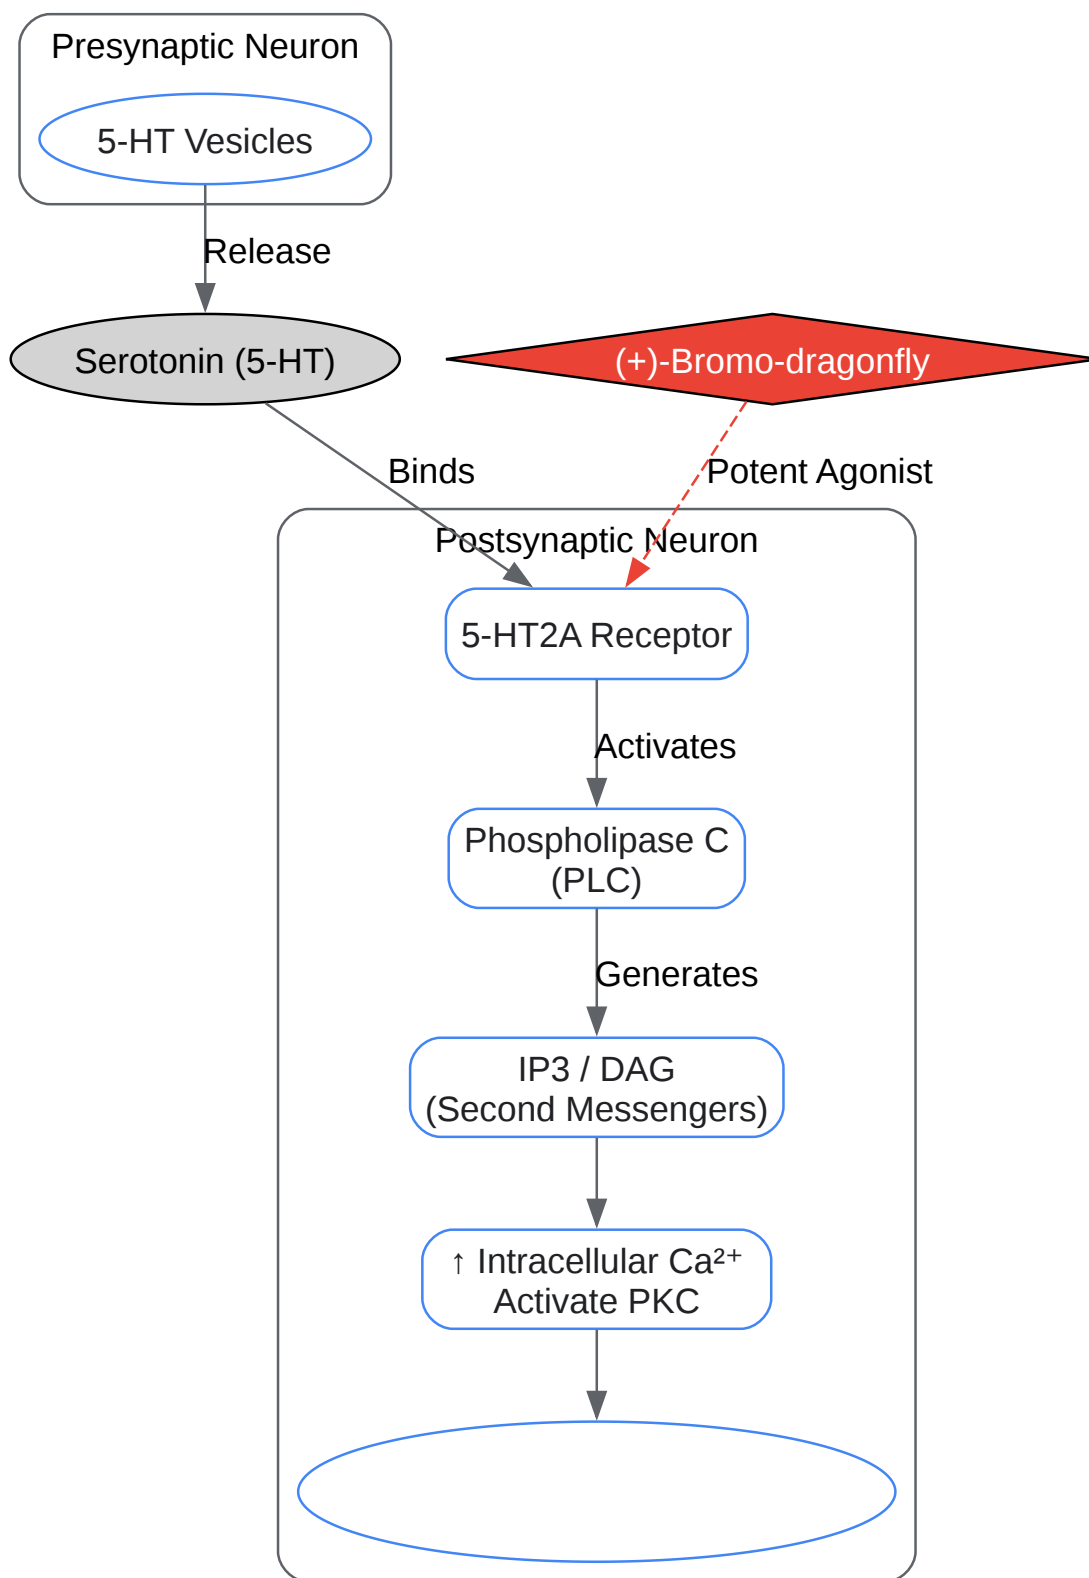 Presynaptic Neuron
5-HT Vesicles
Release
Serotonin (5-HT)
(+)-Bromo-dragonfly
Binds
Potent Agonist
Postsynaptic Neuron
5-HT2A Receptor
Activates
Phospholipase C
(PLC)
Generates
IP3 / DAG
(Second Messengers)
↑ Intracellular Ca²⁺
Activate PKC